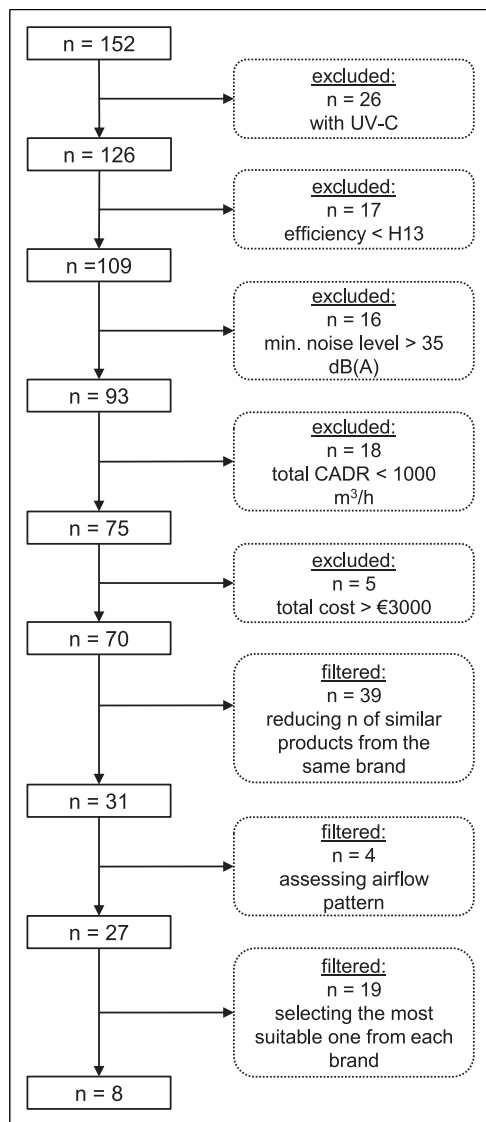 n = 152
excluded:
n = 26
with UV-C
n = 126
excluded:
n = 17
efficiency < H13
n =109
excluded:
n = 16
min. noise level > 35
dB(A)
n = 93
excluded:
n = 18
total CADR < 1000
m³/h
n = 75
excluded:
n = 5
total cost > €3000
n = 70
filtered:
n = 39
reducing n of similar
products from the
same brand
n = 31
filtered:
n = 4
assessing airflow
pattern
n = 27
filtered:
n = 19
selecting the most
suitable one from each
brand
n = 8